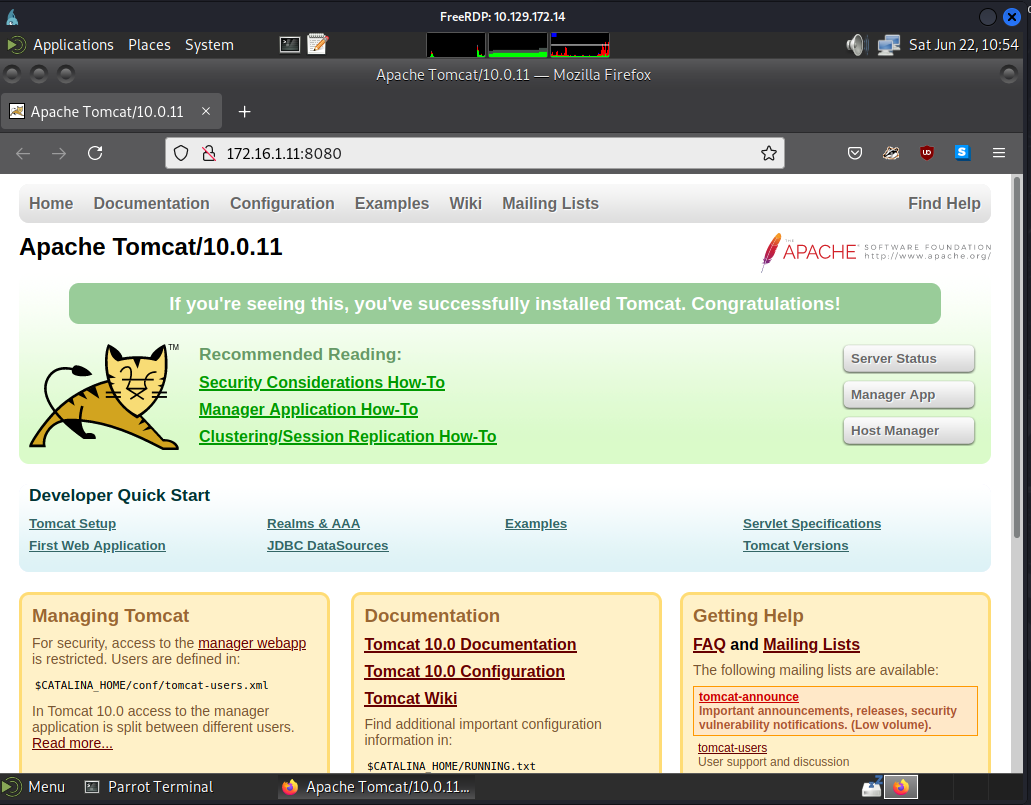 FreeRDP: 10.129.172.14
Applications Places System Sat Jun 22, 10:54
Apache Tomcat/10.0.11 — Mozilla Firefox
Apache Tomcat/10.0.11 × +
172.16.1.11:8080
Home Documentation Configuration Examples Wiki Mailing Lists Find Help
Apache Tomcat/10.0.11
THE APACHE SOFTWARE FOUNDATION
http://www.apache.org/
If you're seeing this, you've successfully installed Tomcat. Congratulations!
TM
Recommended Reading:
Security Considerations How-To
Manager Application How-To
Clustering/Session Replication How-To
Server Status
Manager App
Host Manager
Developer Quick Start
Tomcat Setup
First Web Application
Realms & AAA
JDBC DataSources
Examples
Servlet Specifications
Tomcat Versions
Managing Tomcat
For security, access to the manager webapp
is restricted. Users are defined in:
$CATALINA_HOME/conf/tomcat-users.xml
In Tomcat 10.0 access to the manager
application is split between different users.
Read more...
Documentation
Tomcat 10.0 Documentation
Tomcat 10.0 Configuration
Tomcat Wiki
Find additional important configuration
information in:
$CATALINA_HOME/RUNNING.txt
Getting Help
FAQ and Mailing Lists
The following mailing lists are available:
tomcat-announce
Important announcements, releases, security
vulnerability notifications. (Low volume).
tomcat-users
User support and discussion
Menu Parrot Terminal Apache Tomcat/10.0.11...